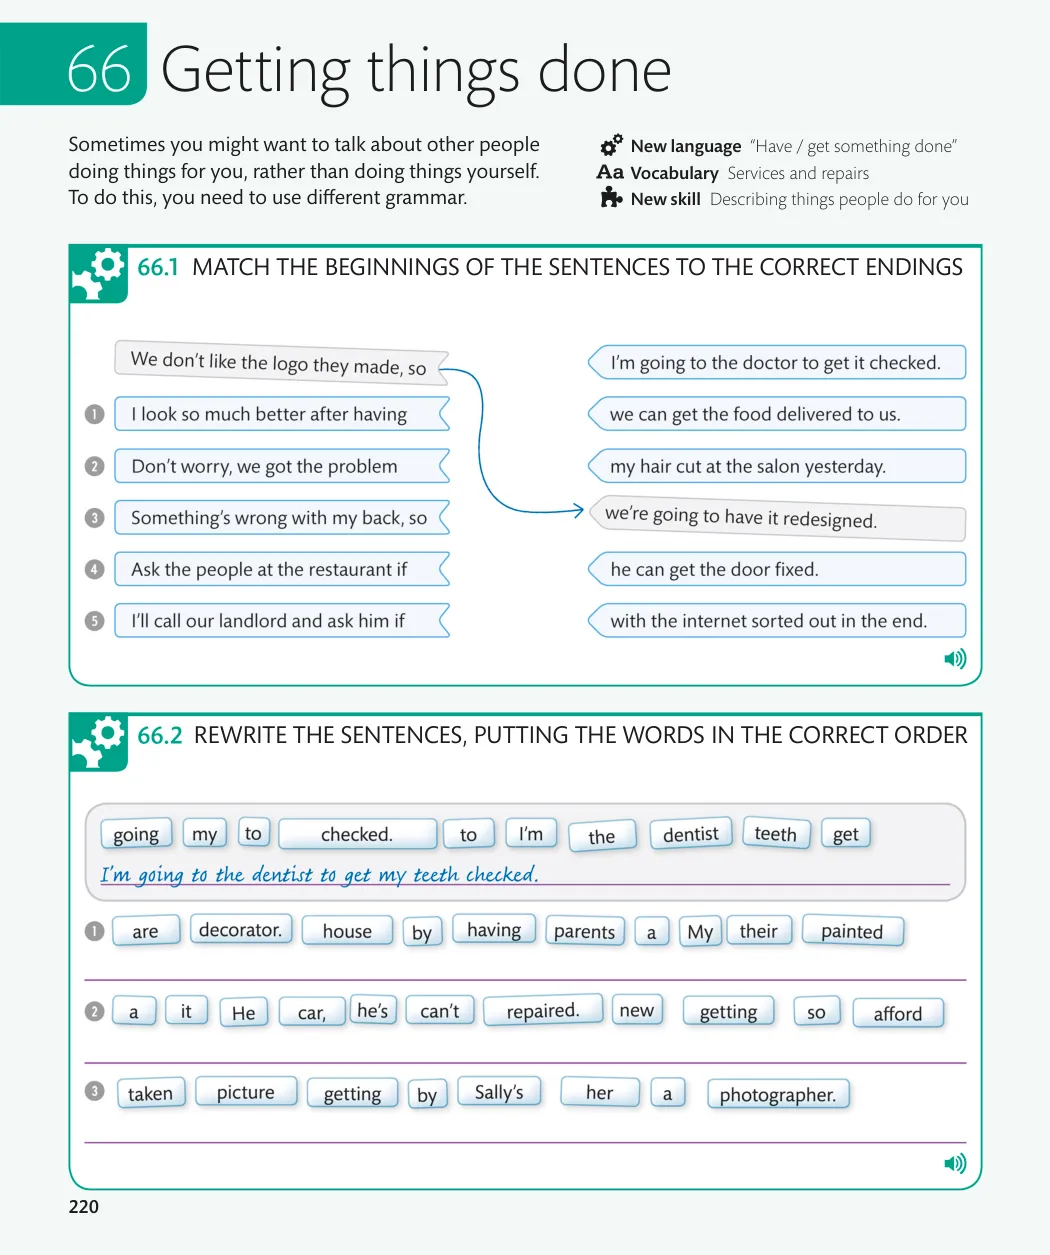 66 Getting things done
Sometimes you might want to talk about other people
doing things for you, rather than doing things yourself.
To do this, you need to use different grammar.
New language “Have / get something done”
Aa Vocabulary Services and repairs
New skill Describing things people do for you
66.1 MATCH THE BEGINNINGS OF THE SENTENCES TO THE CORRECT ENDINGS
We don’t like the logo they made, so
1 I look so much better after having
2 Don’t worry, we got the problem
3 Something’s wrong with my back, so
4 Ask the people at the restaurant if
5 I’ll call our landlord and ask him if
I’m going to the doctor to get it checked.
we can get the food delivered to us.
my hair cut at the salon yesterday.
we’re going to have it redesigned.
he can get the door fixed.
with the internet sorted out in the end.
66.2 REWRITE THE SENTENCES, PUTTING THE WORDS IN THE CORRECT ORDER
going my to checked. to I’m the dentist teeth get
I’m going to the dentist to get my teeth checked.
1 are decorator. house by having parents a My their painted
2 a it He car, he’s can’t repaired. new getting so afford
3 taken picture getting by Sally’s her a photographer.
220